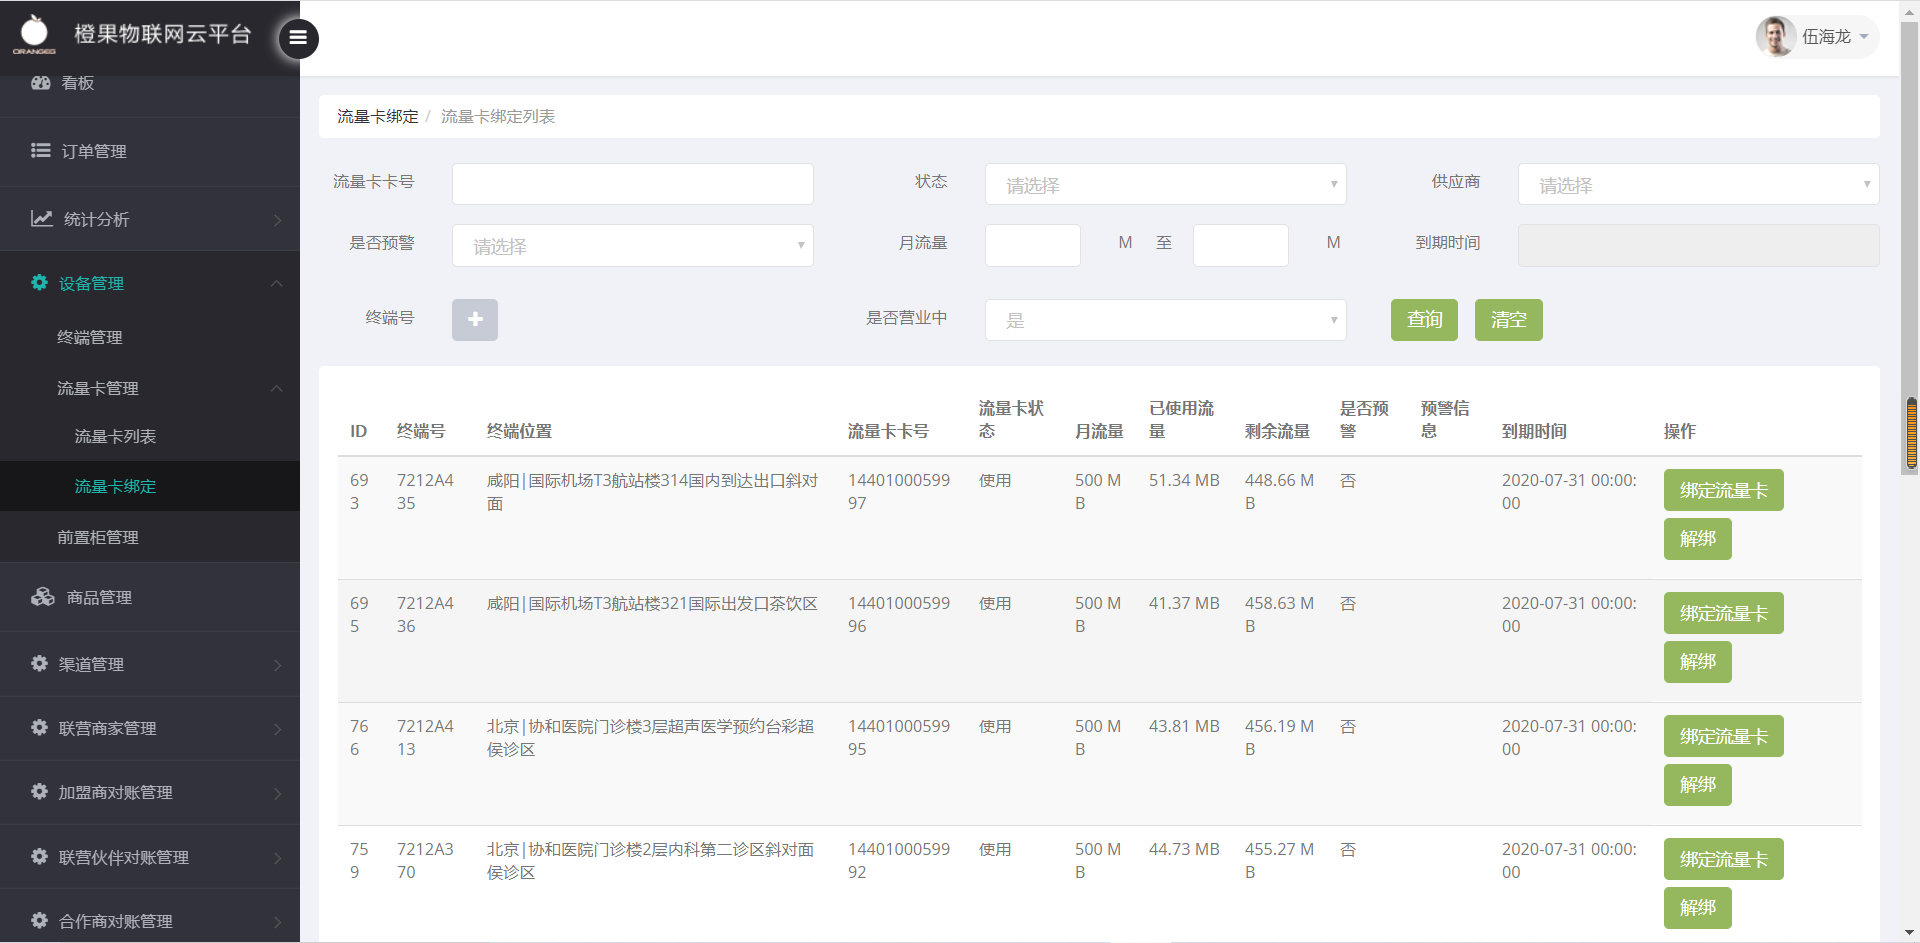 橙果物联网云平台
ORANGES
伍海龙
看板
订单管理
统计分析
设备管理
终端管理
流量卡管理
流量卡列表
流量卡绑定
前置柜管理
商品管理
渠道管理
联营商家管理
加盟商对账管理
联营伙伴对账管理
合作商对账管理
流量卡绑定 / 流量卡绑定列表
流量卡卡号
状态 请选择
供应商 请选择
是否预警 请选择
月流量 M 至 M
到期时间
终端号
是否营业中 是
查询 清空
ID 终端号 终端位置 流量卡卡号 流量卡状态 月流量 已使用流量 剩余流量 是否预警 预警信息 到期时间 操作
693 7212A435 咸阳|国际机场T3航站楼314国内到达出口斜对面 1440100059997 使用 500 MB 51.34 MB 448.66 MB 否 2020-07-31 00:00:00 绑定流量卡 解绑
695 7212A436 咸阳|国际机场T3航站楼321国际出发口茶饮区 1440100059996 使用 500 MB 41.37 MB 458.63 MB 否 2020-07-31 00:00:00 绑定流量卡 解绑
766 7212A413 北京|协和医院门诊楼3层超声医学预约台彩超侯诊区 1440100059995 使用 500 MB 43.81 MB 456.19 MB 否 2020-07-31 00:00:00 绑定流量卡 解绑
759 7212A370 北京|协和医院门诊楼2层内科第二诊区斜对面侯诊区 1440100059992 使用 500 MB 44.73 MB 455.27 MB 否 2020-07-31 00:00:00 绑定流量卡 解绑